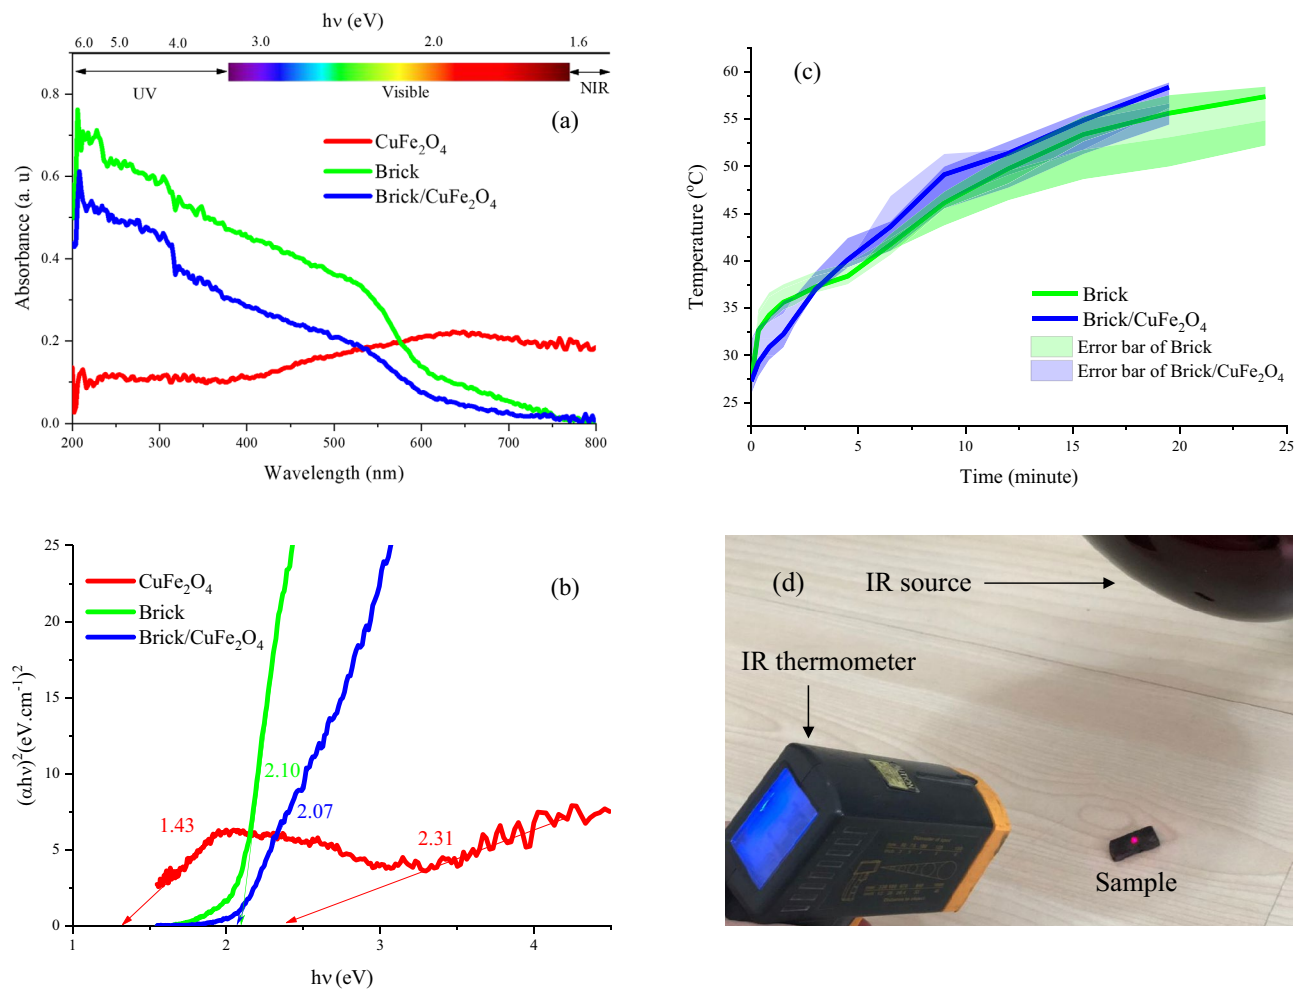 hν (eV)
6.0 5.0 4.0 3.0 2.0 1.6
UV Visible NIR
(a)
CuFe₂O₄
Brick
Brick/CuFe₂O₄
0.8
0.6
0.4
0.2
0.0
Absorbance (a. u)
200 300 400 500 600 700 800
Wavelength (nm)
(c)
60
55
50
45
40
35
30
25
Temperature (°C)
Brick
Brick/CuFe₂O₄
Error bar of Brick
Error bar of Brick/CuFe₂O₄
0 5 10 15 20 25
Time (minute)
(b)
CuFe₂O₄
Brick
Brick/CuFe₂O₄
25
20
15
10
5
0
(αhν)²(eV.cm⁻¹)²
1.43
2.10
2.07
2.31
1 2 3 4
hν (eV)
(d)
IR source
IR thermometer
Sample